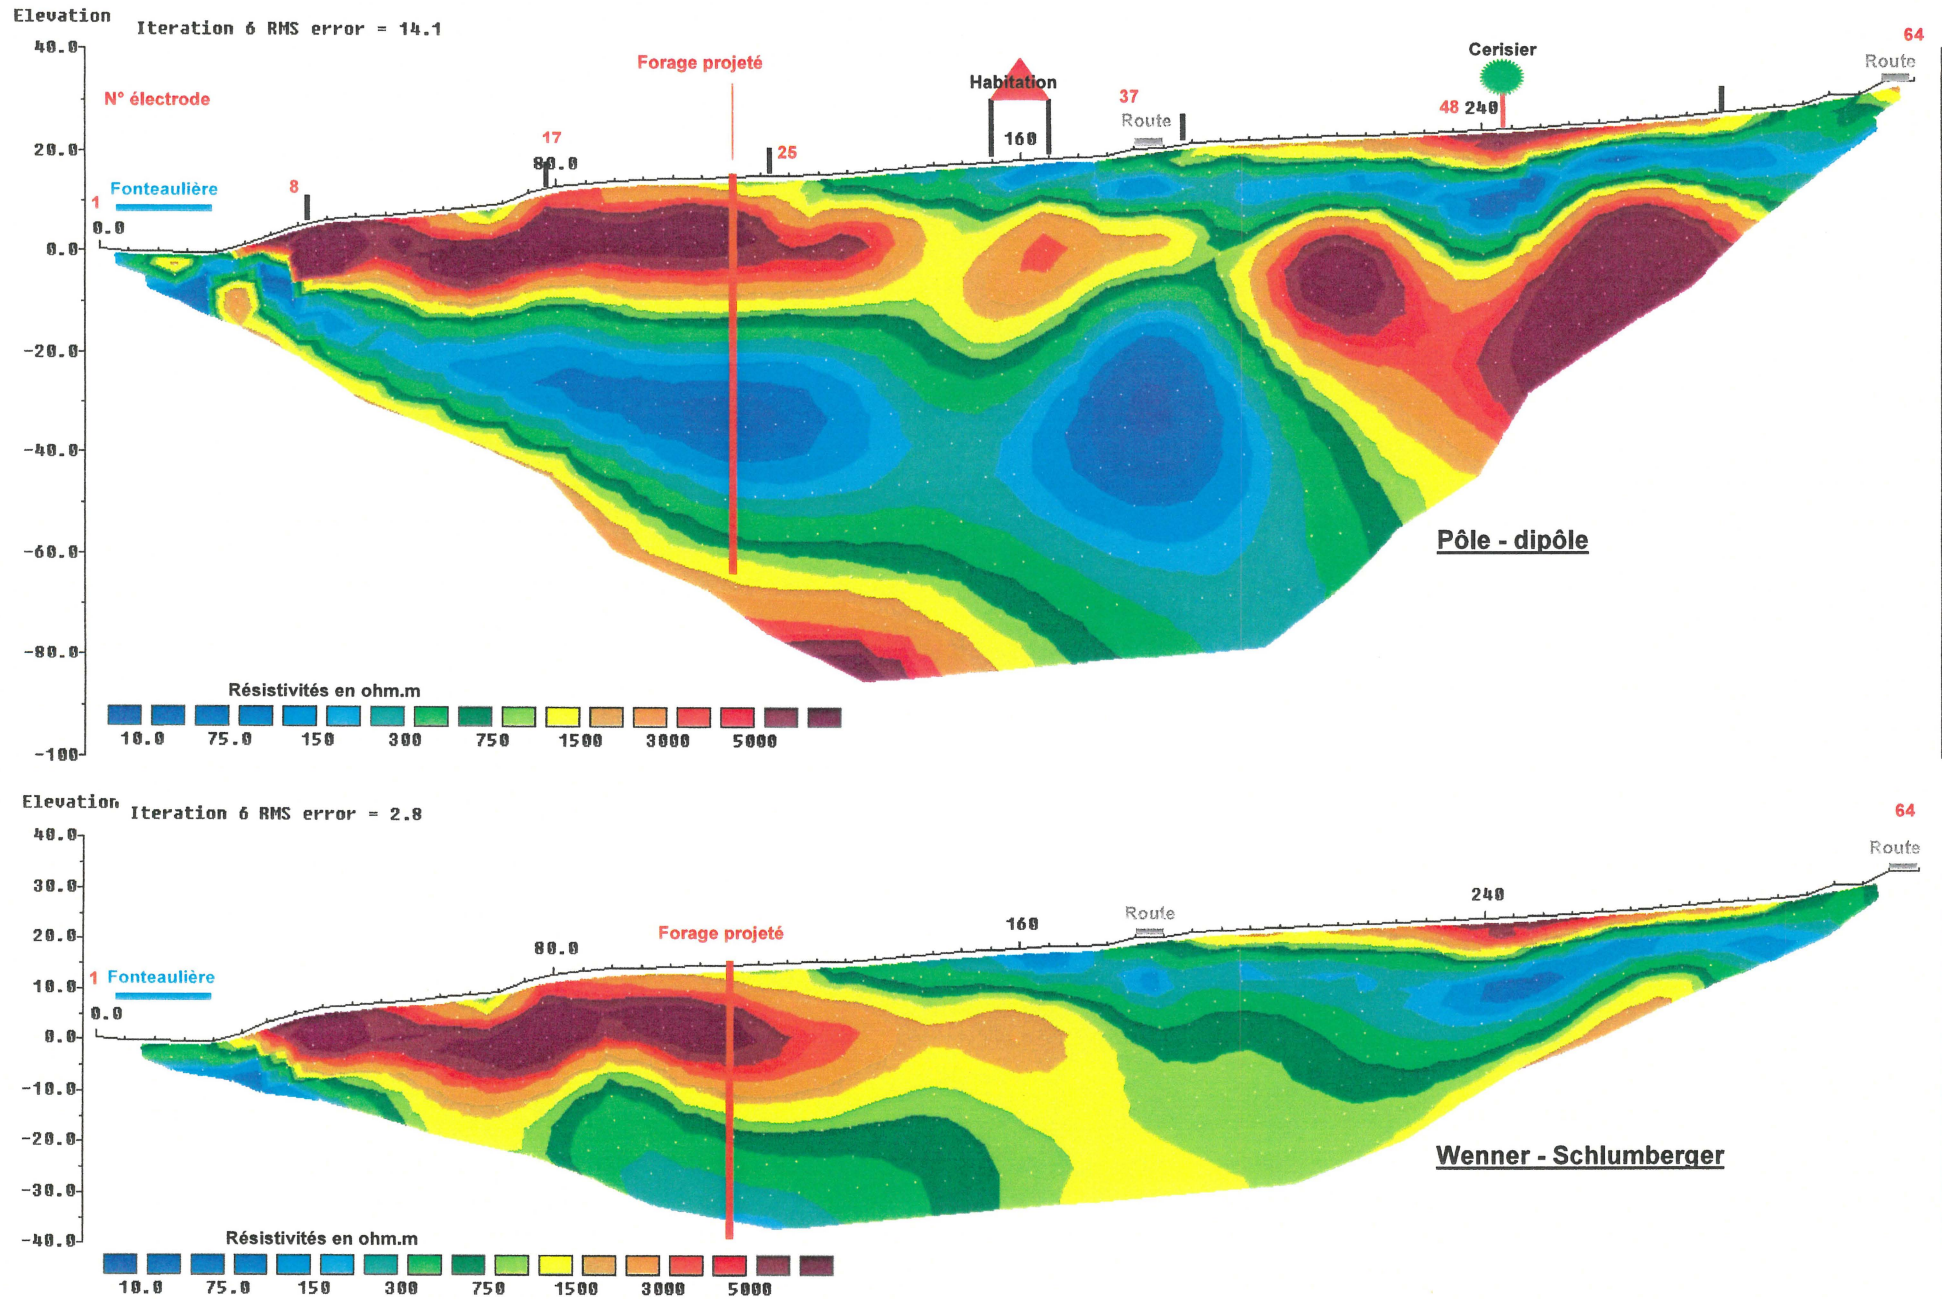 Elevation
Iteration 6 RMS error = 14.1
64
40.0
Cerisier
Forage projeté
Route
Habitation
N° électrode
37
48 240
Route
17
160
20.0
80.0
25
Fonteaulière
8
1
0.0
0.0
-20.0
-40.0
Pôle - dipôle
-60.0
-80.0
Résistivités en ohm.m
10.0 75.0 150 300 750 1500 3000 5000
-100
Elevation
Iteration 6 RMS error = 2.8
64
40.0
Route
30.0
240
Route
160
20.0
Forage projeté
80.0
1 Fonteaulière
10.0
0.0
0.0
-10.0
-20.0
Wenner - Schlumberger
-30.0
-40.0
Résistivités en ohm.m
10.0 75.0 150 300 750 1500 3000 5000